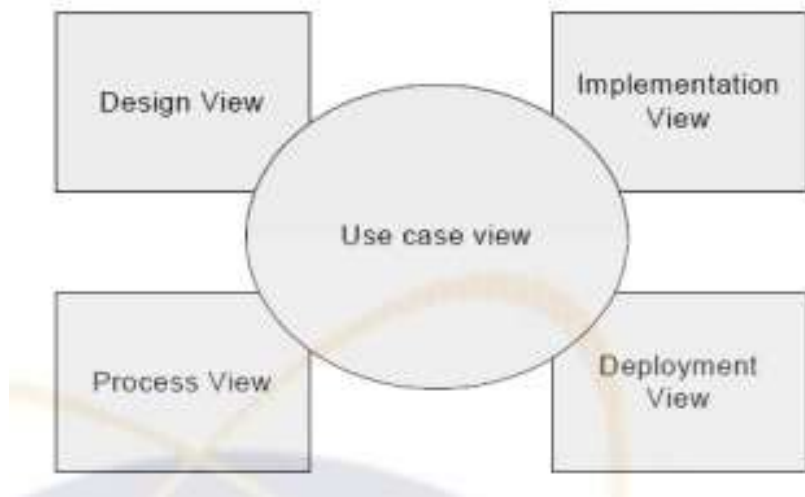 Design View
Implementation
View
Use case view
Process View
Deployment
View